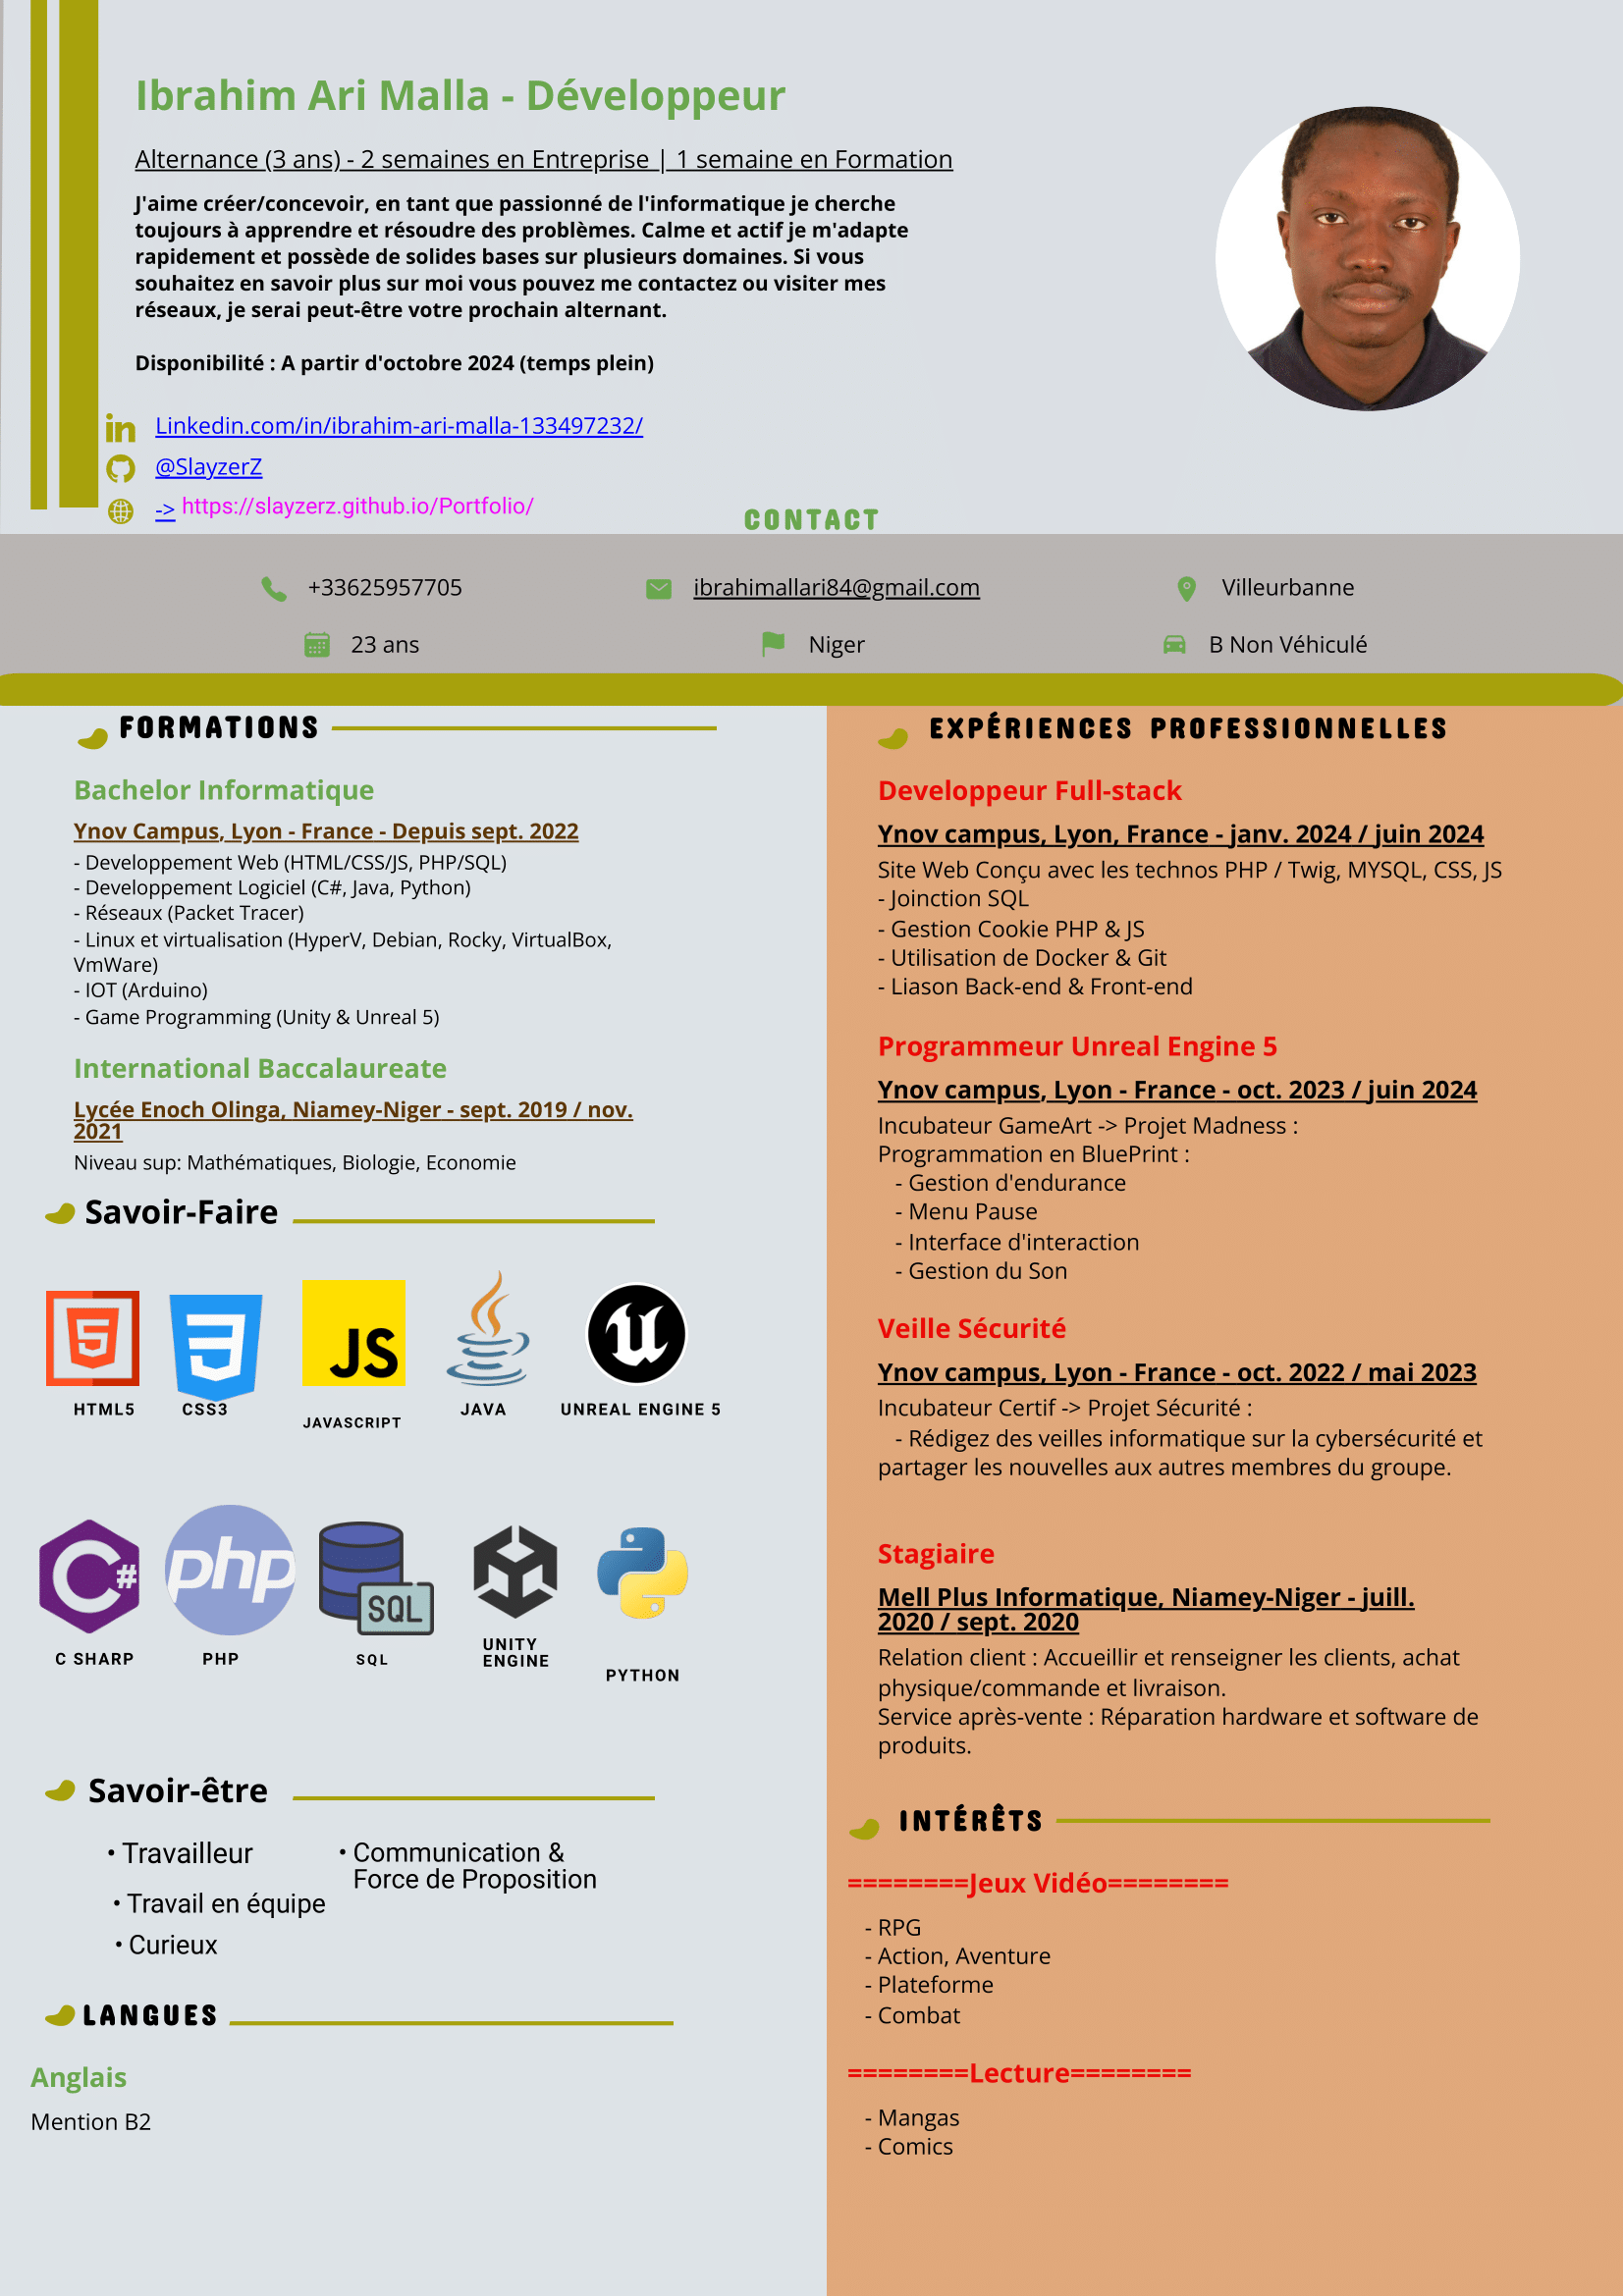 Ibrahim Ari Malla - Développeur
Alternance (3 ans) - 2 semaines en Entreprise | 1 semaine en Formation
J'aime créer/concevoir, en tant que passionné de l'informatique je cherche
toujours à apprendre et résoudre des problèmes. Calme et actif je m'adapte
rapidement et possède de solides bases sur plusieurs domaines. Si vous
souhaitez en savoir plus sur moi vous pouvez me contactez ou visiter mes
réseaux, je serai peut-être votre prochain alternant.
Disponibilité : A partir d'octobre 2024 (temps plein)
in Linkedin.com/in/ibrahim-ari-malla-133497232/
@SlayzerZ
-> https://slayzerz.github.io/Portfolio/
CONTACT
+33625957705
ibrahimallari84@gmail.com
Villeurbanne
23 ans
Niger
B Non Véhiculé
FORMATIONS
Bachelor Informatique
Ynov Campus, Lyon - France - Depuis sept. 2022
- Developpement Web (HTML/CSS/JS, PHP/SQL)
- Developpement Logiciel (C#, Java, Python)
- Réseaux (Packet Tracer)
- Linux et virtualisation (HyperV, Debian, Rocky, VirtualBox,
VmWare)
- IOT (Arduino)
- Game Programming (Unity & Unreal 5)
International Baccalaureate
Lycée Enoch Olinga, Niamey-Niger - sept. 2019 / nov.
2021
Niveau sup: Mathématiques, Biologie, Economie
Savoir-Faire
5
3
JS
HTML5
CSS3
JAVASCRIPT
JAVA
UNREAL ENGINE 5
C#
php
SQL
C SHARP
PHP
SQL
UNITY
ENGINE
PYTHON
Savoir-être
• Travailleur
• Travail en équipe
• Curieux
• Communication &
Force de Proposition
LANGUES
Anglais
Mention B2
EXPÉRIENCES PROFESSIONNELLES
Developpeur Full-stack
Ynov campus, Lyon, France - janv. 2024 / juin 2024
Site Web Conçu avec les technos PHP / Twig, MYSQL, CSS, JS
- Joinction SQL
- Gestion Cookie PHP & JS
- Utilisation de Docker & Git
- Liason Back-end & Front-end
Programmeur Unreal Engine 5
Ynov campus, Lyon - France - oct. 2023 / juin 2024
Incubateur GameArt -> Projet Madness :
Programmation en BluePrint :
- Gestion d'endurance
- Menu Pause
- Interface d'interaction
- Gestion du Son
Veille Sécurité
Ynov campus, Lyon - France - oct. 2022 / mai 2023
Incubateur Certif -> Projet Sécurité :
- Rédigez des veilles informatique sur la cybersécurité et
partager les nouvelles aux autres membres du groupe.
Stagiaire
Mell Plus Informatique, Niamey-Niger - juill.
2020 / sept. 2020
Relation client : Accueillir et renseigner les clients, achat
physique/commande et livraison.
Service après-vente : Réparation hardware et software de
produits.
INTÉRÊTS
========Jeux Vidéo========
- RPG
- Action, Aventure
- Plateforme
- Combat
========Lecture========
- Mangas
- Comics